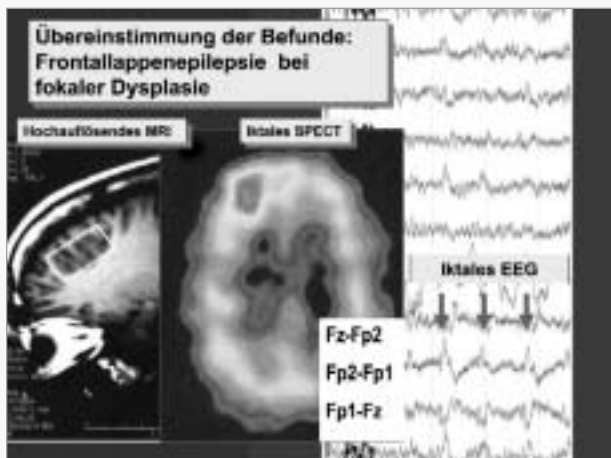 Übereinstimmung der Befunde:
Frontallappenepilepsie bei
fokaler Dysplasie
Hochauflösendes MRI
Iktales SPECT
Iktales EEG
Fz-Fp2
Fp2-Fp1
Fp1-Fz